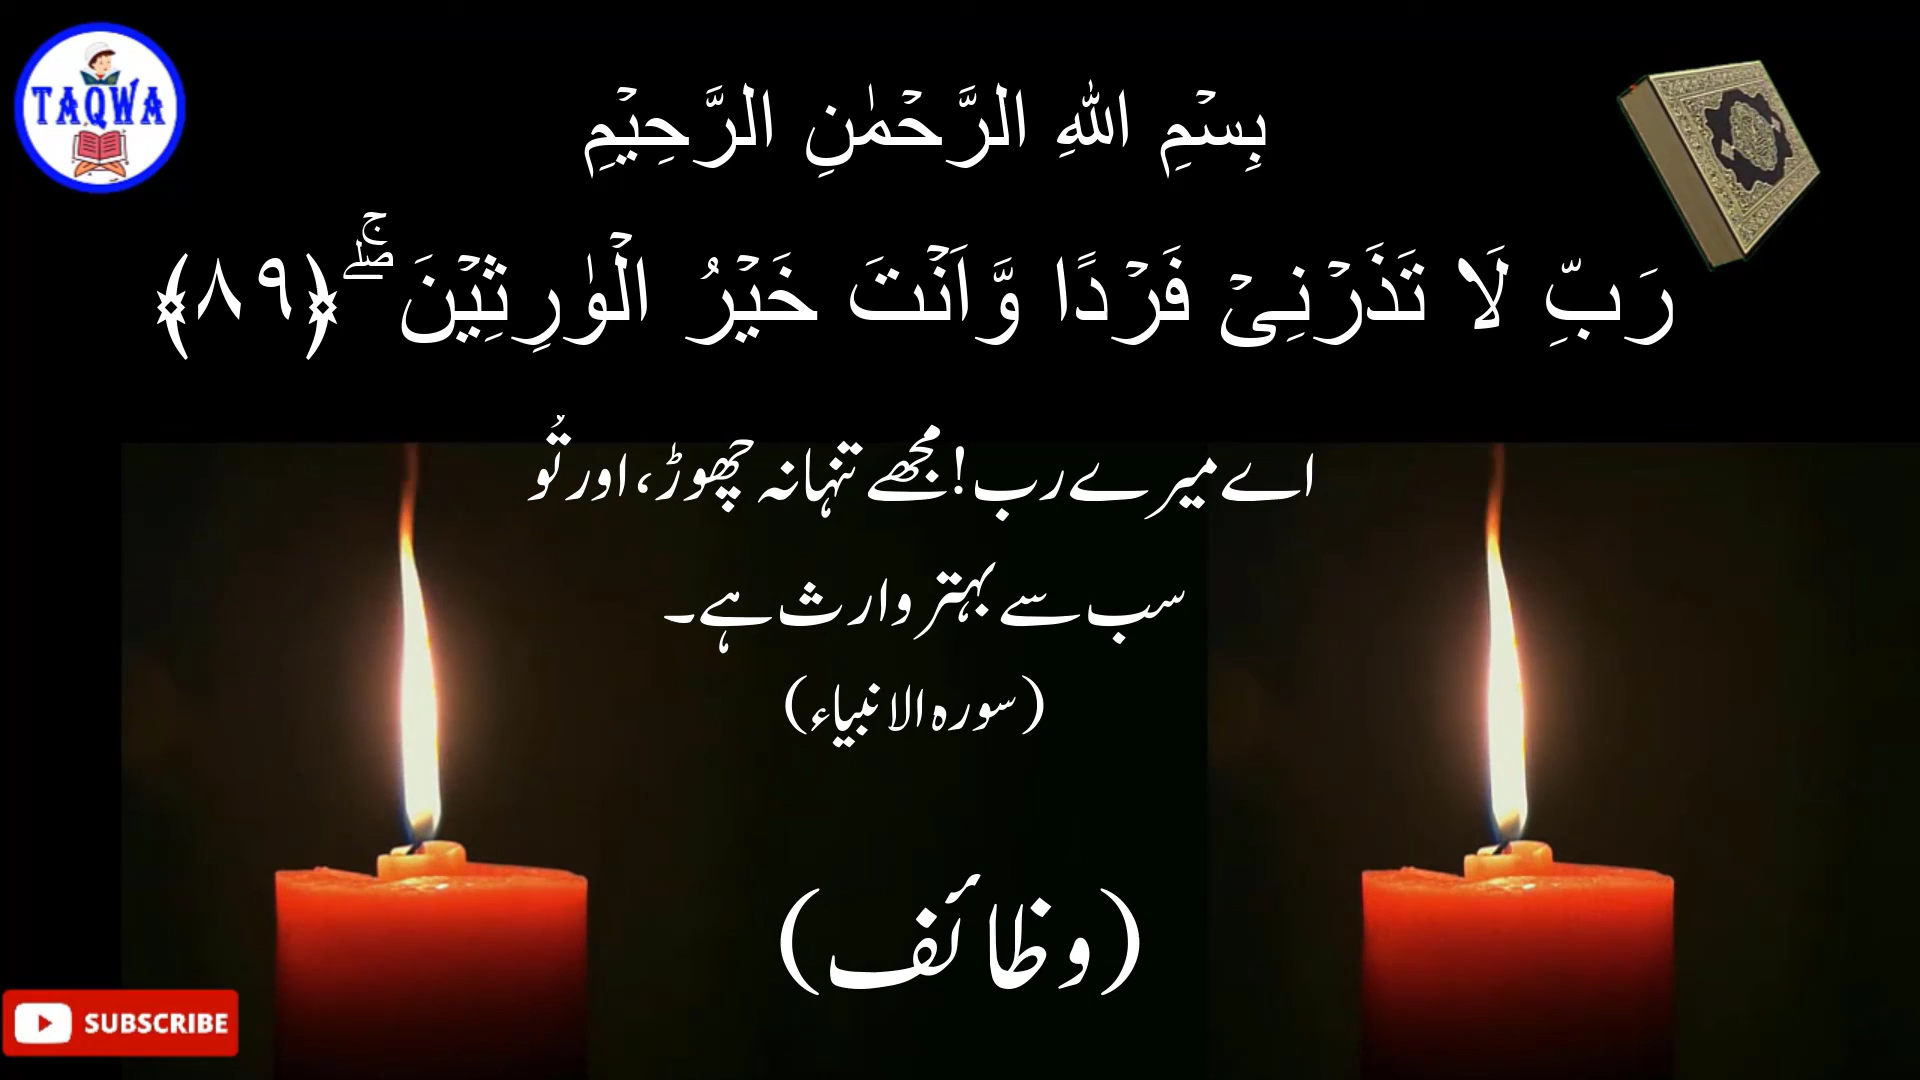 TAQWA
بِسۡمِ اللهِ الرَّحۡمٰنِ الرَّحِيۡمِ
رَبِّ لَا تَذَرۡنِىۡ فَرۡدًا وَّاَنۡتَ خَيۡرُ الۡوٰرِثِيۡنَ ۖۚ‏﴿۸۹﴾
اے میرے رب! مجھے تنہا نہ چھوڑ، اور تُو
سب سے بہتر وارث ہے۔
(سورہ الانبیاء)
(وظائف)
SUBSCRIBE